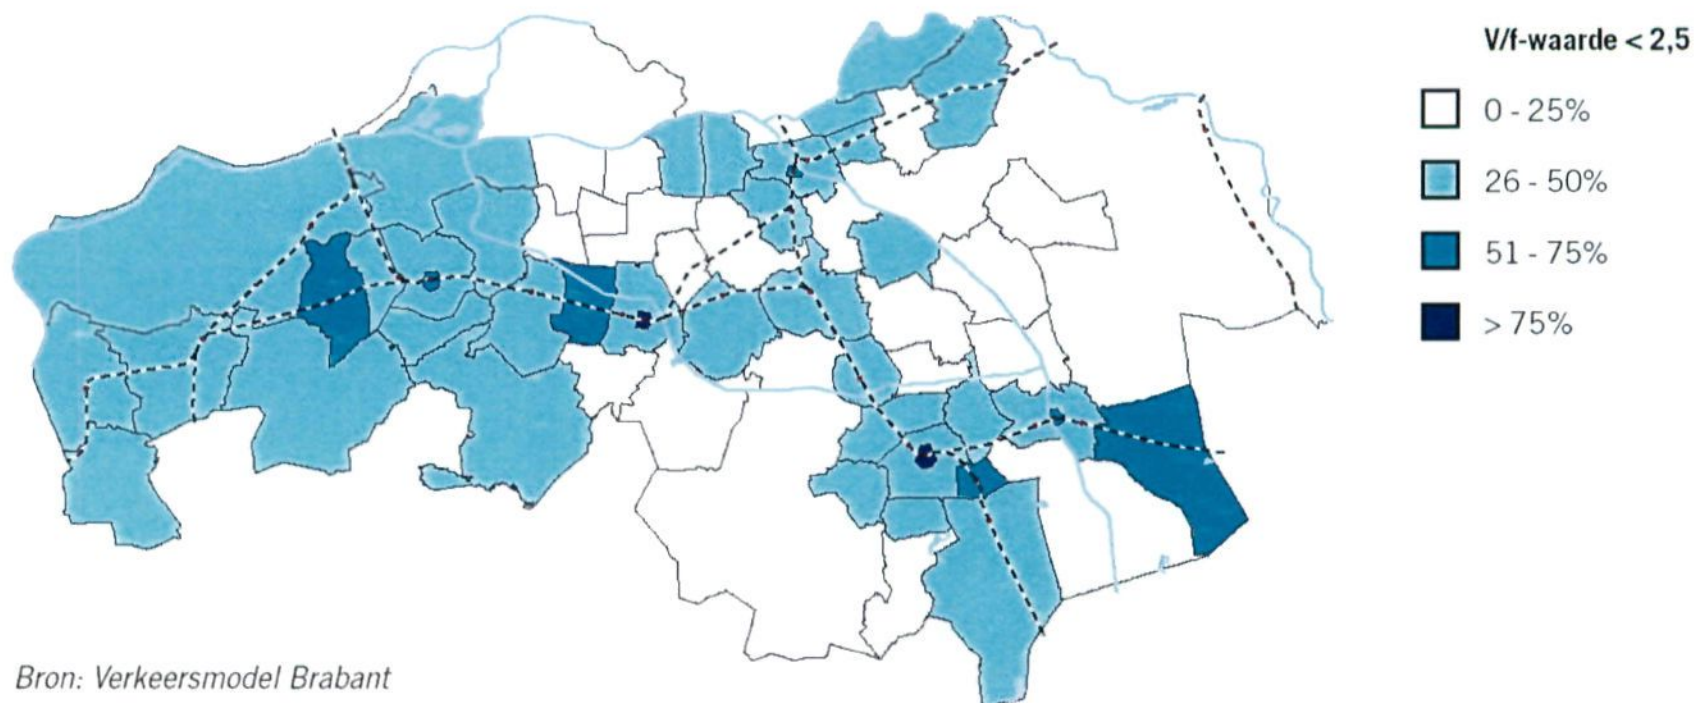 V/f-waarde < 2,5
0 - 25%
26 - 50%
51 - 75%
> 75%
Bron: Verkeersmodel Brabant